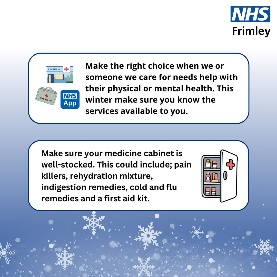 NHS
Frimley
Make the right choice when we or
someone we care for needs help with
their physical or mental health. This
winter make sure you know the
services available to you.
NHS
App
Make sure your medicine cabinet is
well-stocked. This could include; pain
killers, rehydration mixture,
indigestion remedies, cold and flu
remedies and a first aid kit.